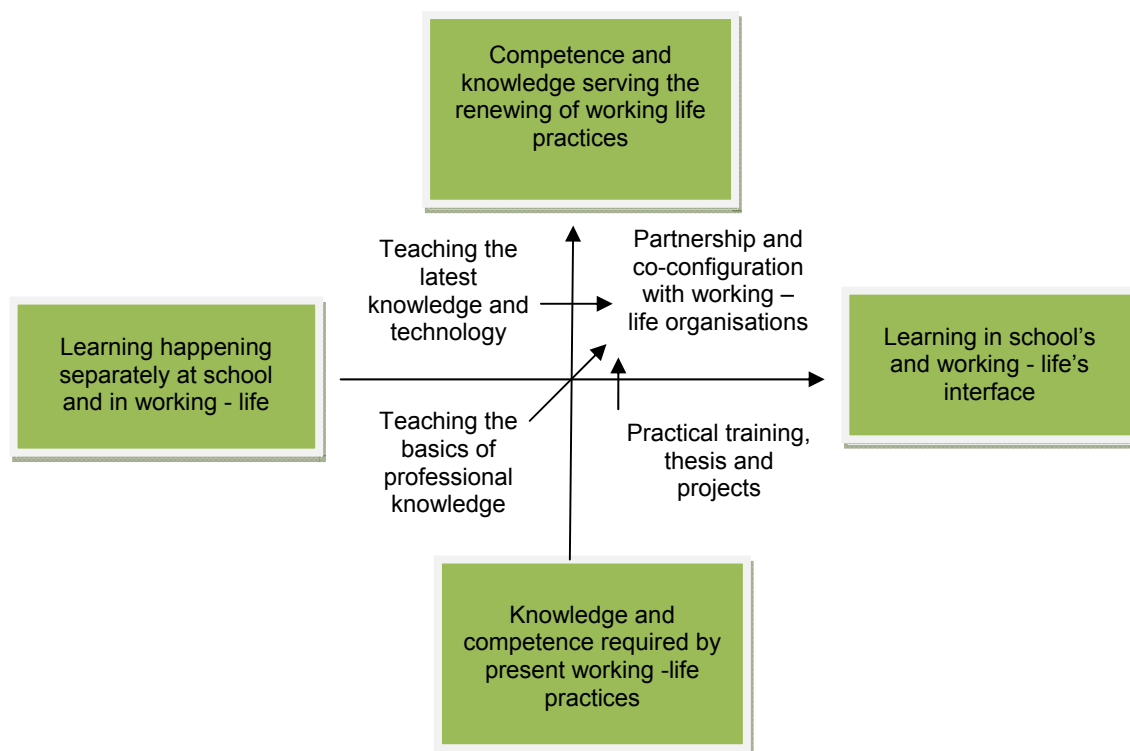 Competence and
knowledge serving the
renewing of working life
practices
Teaching the
latest
knowledge and
technology
Partnership and
co-configuration
with working –
life organisations
Learning happening
separately at school
and in working - life
Learning in school’s
and working - life’s
interface
Teaching the
basics of
professional
knowledge
Practical training,
thesis and
projects
Knowledge and
competence required by
present working -life
practices